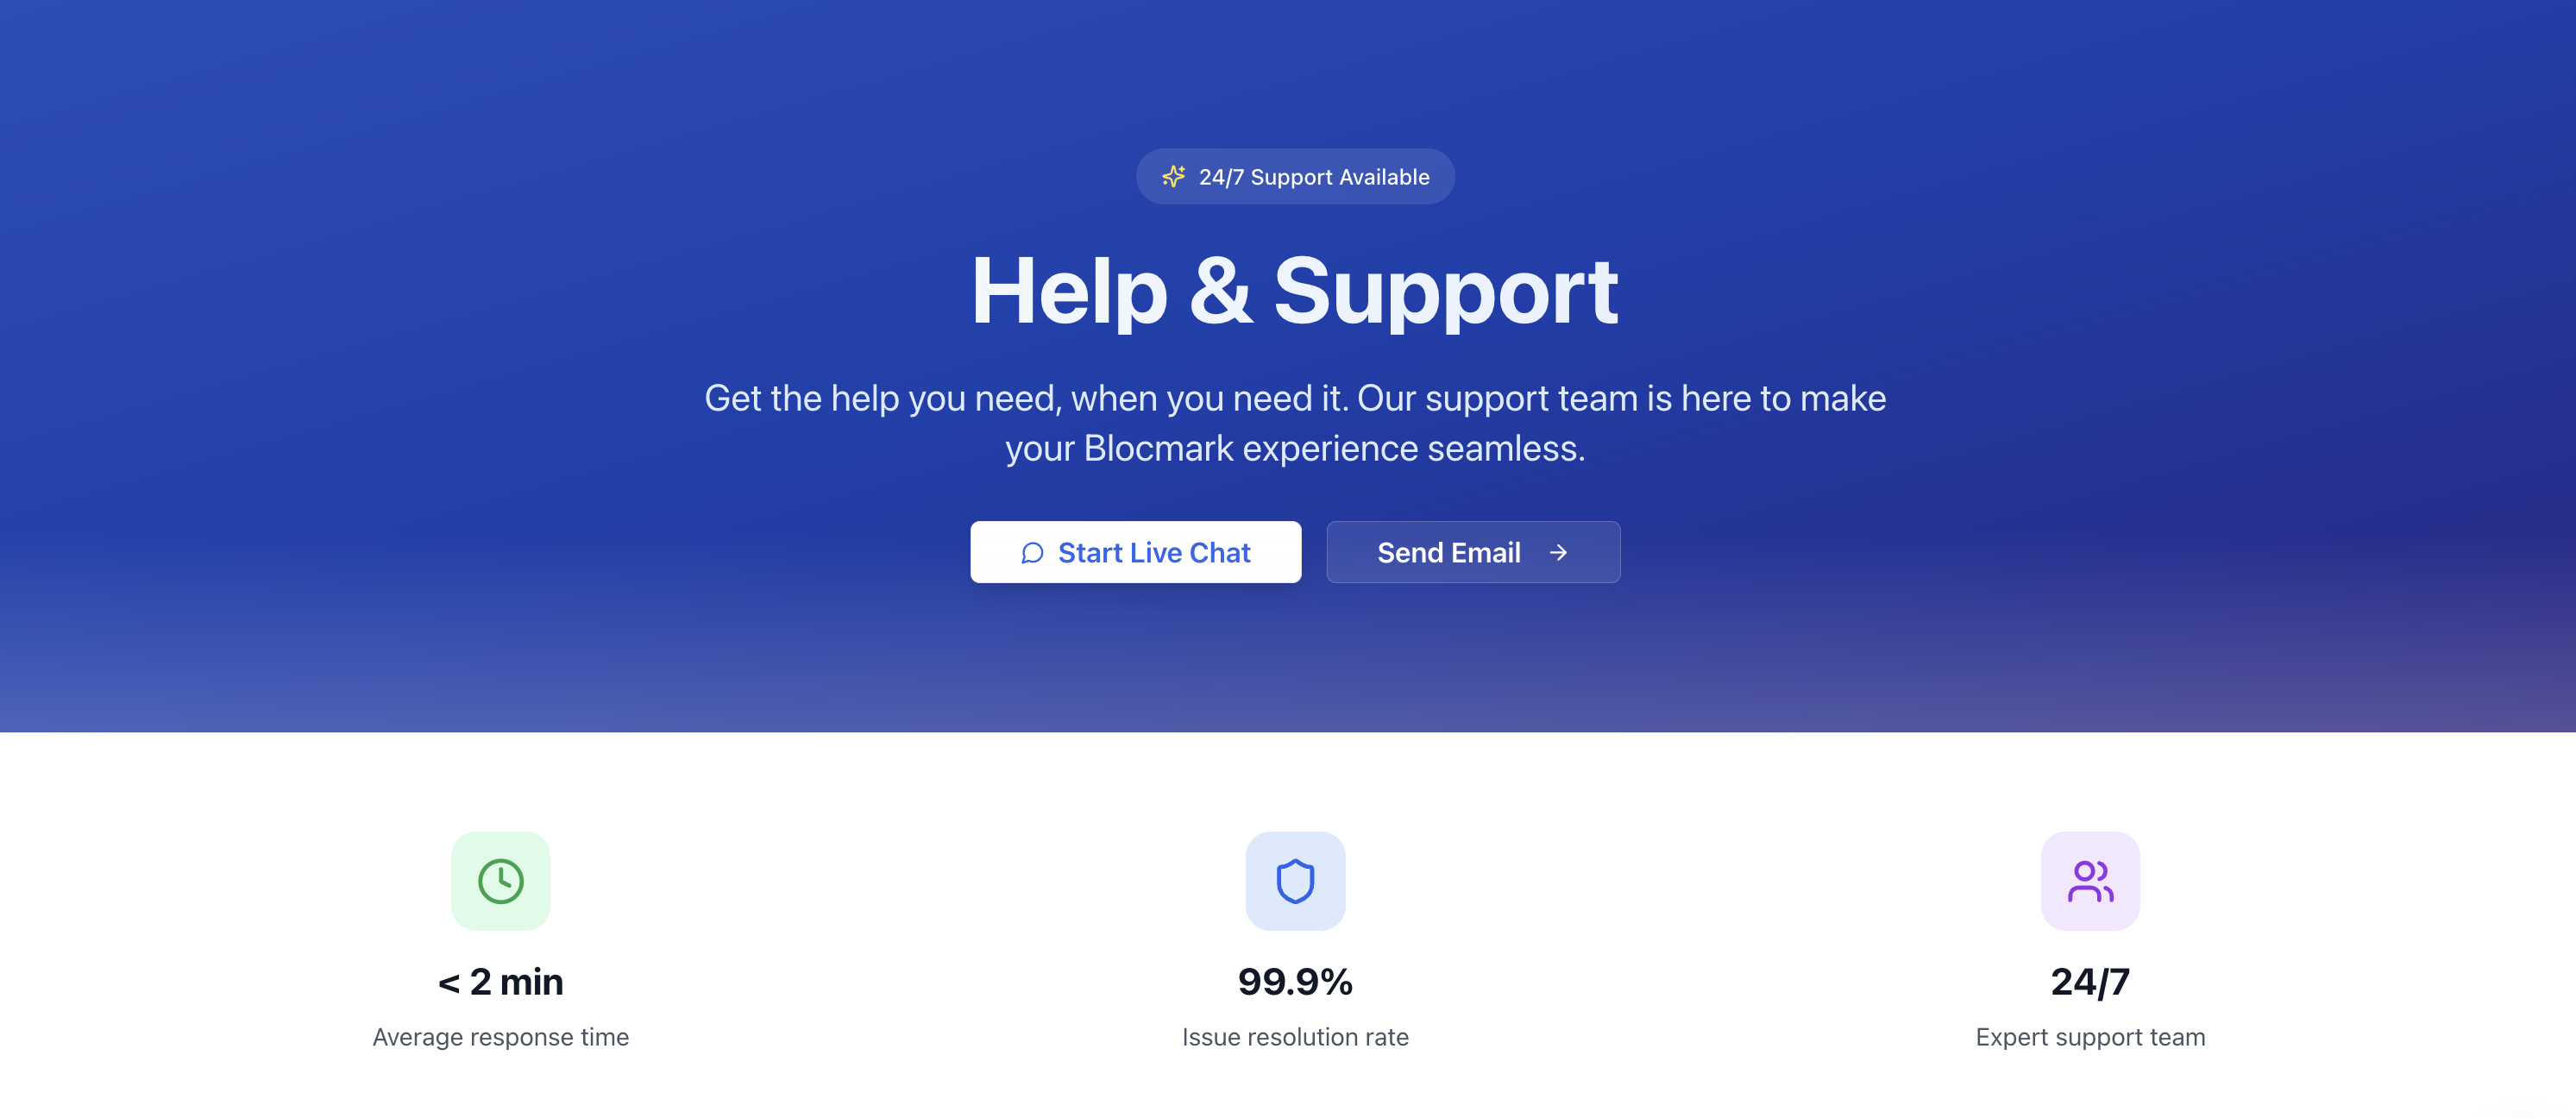 24/7 Support Available
Help & Support
Get the help you need, when you need it. Our support team is here to make
your Blocmark experience seamless.
Start Live Chat
Send Email
< 2 min
Average response time
99.9%
Issue resolution rate
24/7
Expert support team